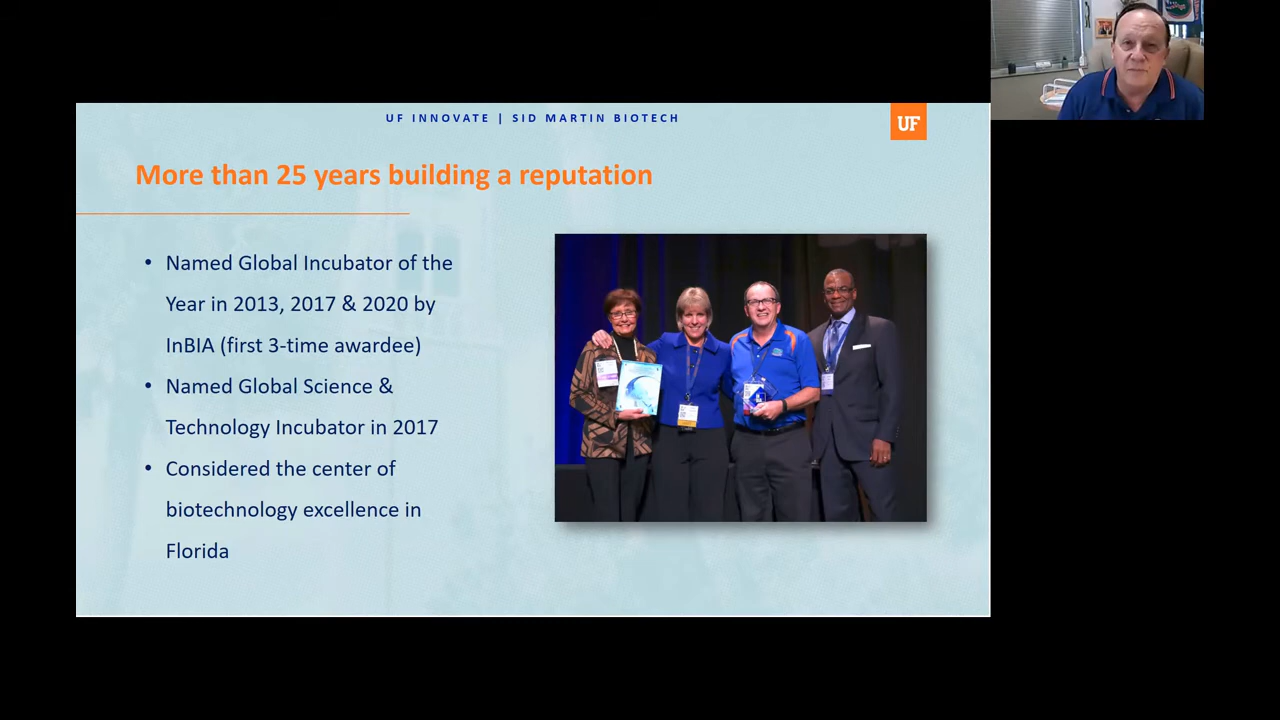 UF INNOVATE | SID MARTIN BIOTECH
UF
More than 25 years building a reputation
• Named Global Incubator of the
Year in 2013, 2017 & 2020 by
InBIA (first 3-time awardee)
• Named Global Science &
Technology Incubator in 2017
• Considered the center of
biotechnology excellence in
Florida